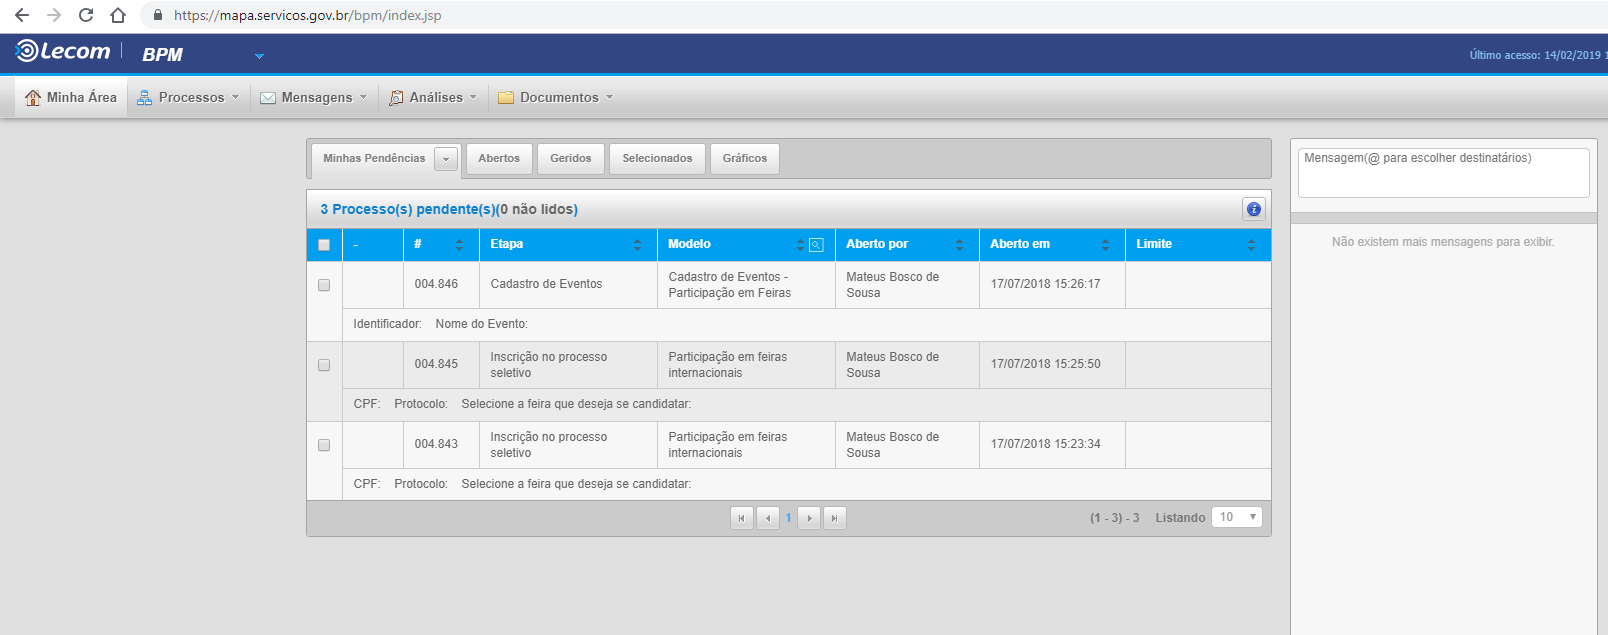 https://mapa.servicos.gov.br/bpm/index.jsp
Lecom BPM
Último acesso: 14/02/2019
Minha Área Processos Mensagens Análises Documentos
Minhas Pendências Abertos Geridos Selecionados Gráficos
Mensagem(@ para escolher destinatários)
3 Processo(s) pendente(s)(0 não lidos)
Não existem mais mensagens para exibir.
- # Etapa Modelo Aberto por Aberto em Limite
004.846 Cadastro de Eventos Cadastro de Eventos - Participação em Feiras Mateus Bosco de Sousa 17/07/2018 15:26:17
Identificador: Nome do Evento:
004.845 Inscrição no processo seletivo Participação em feiras internacionais Mateus Bosco de Sousa 17/07/2018 15:25:50
CPF: Protocolo: Selecione a feira que deseja se candidatar:
004.843 Inscrição no processo seletivo Participação em feiras internacionais Mateus Bosco de Sousa 17/07/2018 15:23:34
CPF: Protocolo: Selecione a feira que deseja se candidatar:
1 (1 - 3) - 3 Listando 10